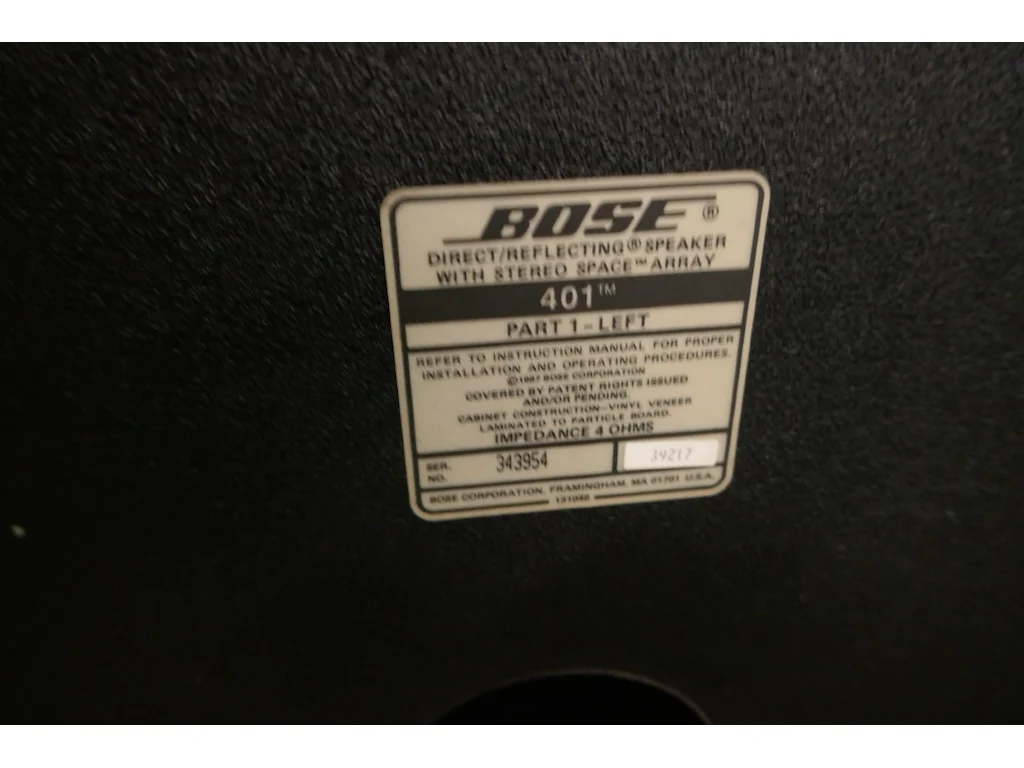 BOSE®
DIRECT/REFLECTING® SPEAKER
WITH STEREO SPACE™ ARRAY
401™
PART 1-LEFT
REFER TO INSTRUCTION MANUAL FOR PROPER
INSTALLATION AND OPERATING PROCEDURES.
©1987 BOSE CORPORATION
COVERED BY PATENT RIGHTS ISSUED
AND/OR PENDING.
CABINET CONSTRUCTION-VINYL VENEER
LAMINATED TO PARTICLE BOARD.
IMPEDANCE 4 OHMS
SER. NO. 343954 39217
BOSE CORPORATION, FRAMINGHAM, MA 01701 U.S.A.
131046